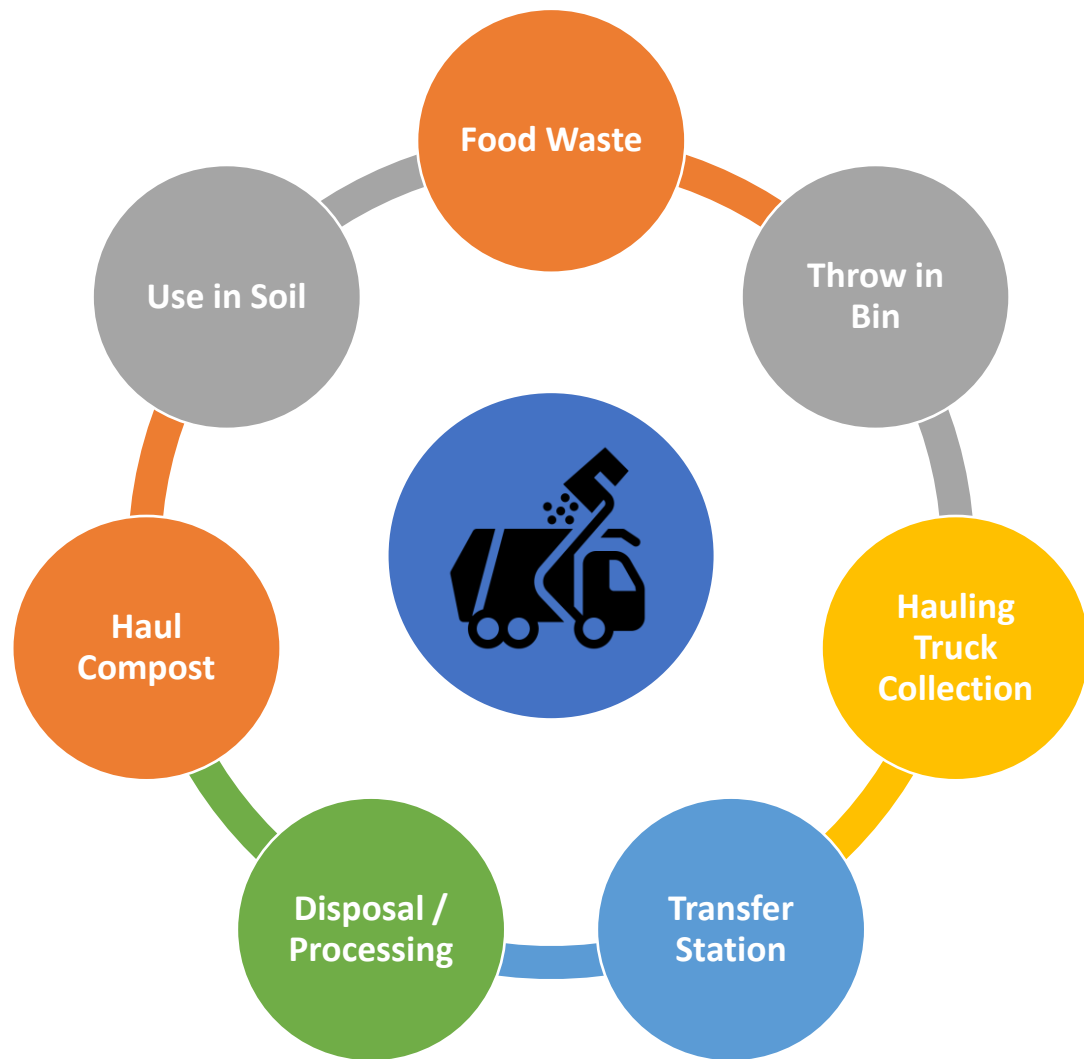 Food Waste
Throw in
Bin
Hauling
Truck
Collection
Transfer
Station
Disposal /
Processing
Haul
Compost
Use in Soil